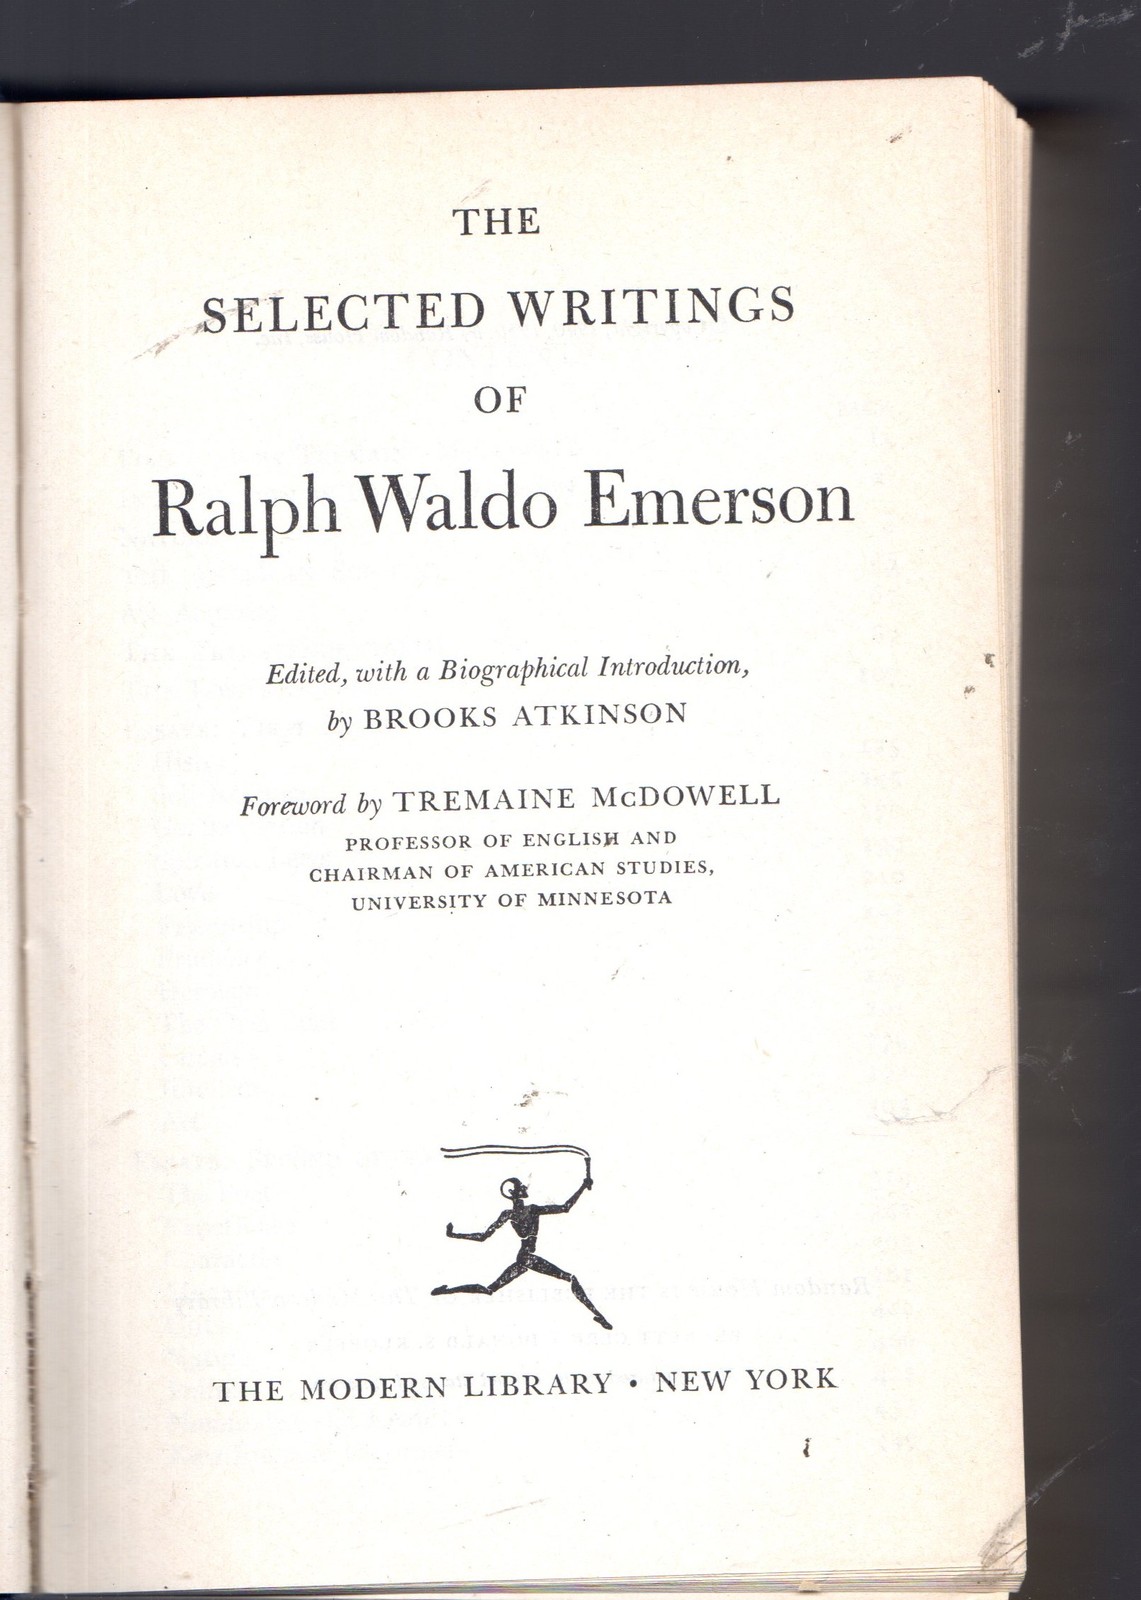 THE
SELECTED WRITINGS
OF
Ralph Waldo Emerson
Edited, with a Biographical Introduction,
by BROOKS ATKINSON
Foreword by TREMAINE McDOWELL
PROFESSOR OF ENGLISH AND
CHAIRMAN OF AMERICAN STUDIES,
UNIVERSITY OF MINNESOTA
THE MODERN LIBRARY • NEW YORK